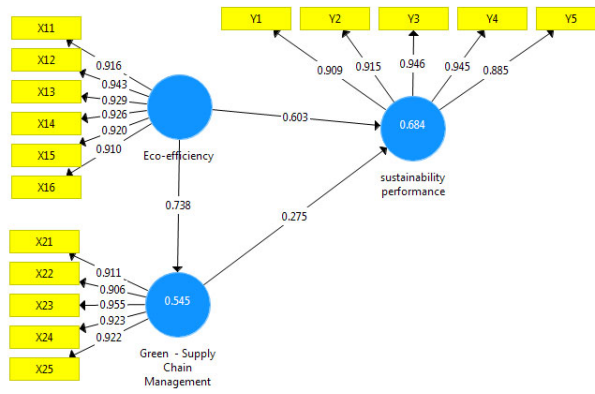 Y1 Y2 Y3 Y4 Y5
X11
X12
X13
X14
X15
X16
0.916
0.943
0.929
0.926
0.920
0.910
0.909
0.915
0.946
0.945
0.885
Eco-efficiency
0.603
0.684
sustainability
performance
0.738
0.275
X21
X22
X23
X24
X25
0.911
0.906
0.955
0.923
0.922
0.545
Green - Supply
Chain
Management